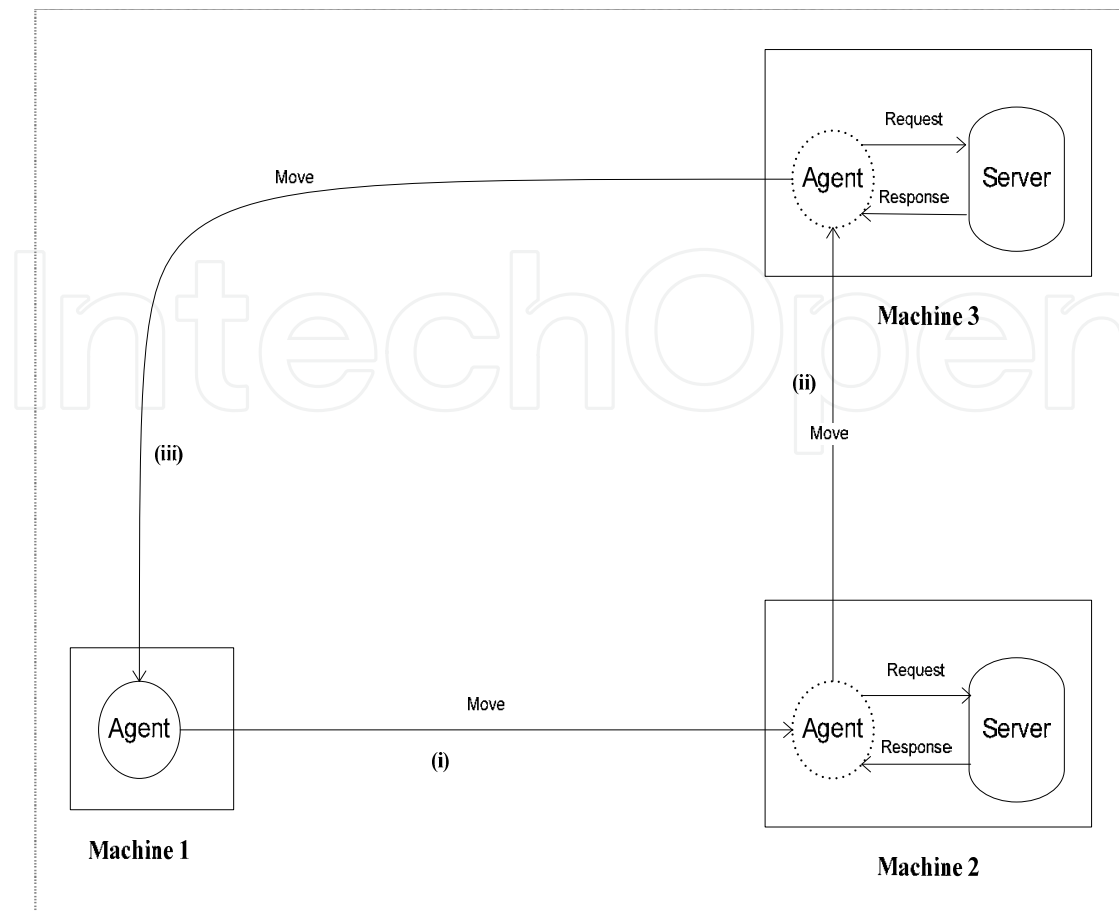 Request
Move
Agent
Server
Response
Machine 3
IntechOpen
(ii)
Move
(iii)
Request
Move
Agent
Agent
Server
Response
(i)
Machine 1
Machine 2